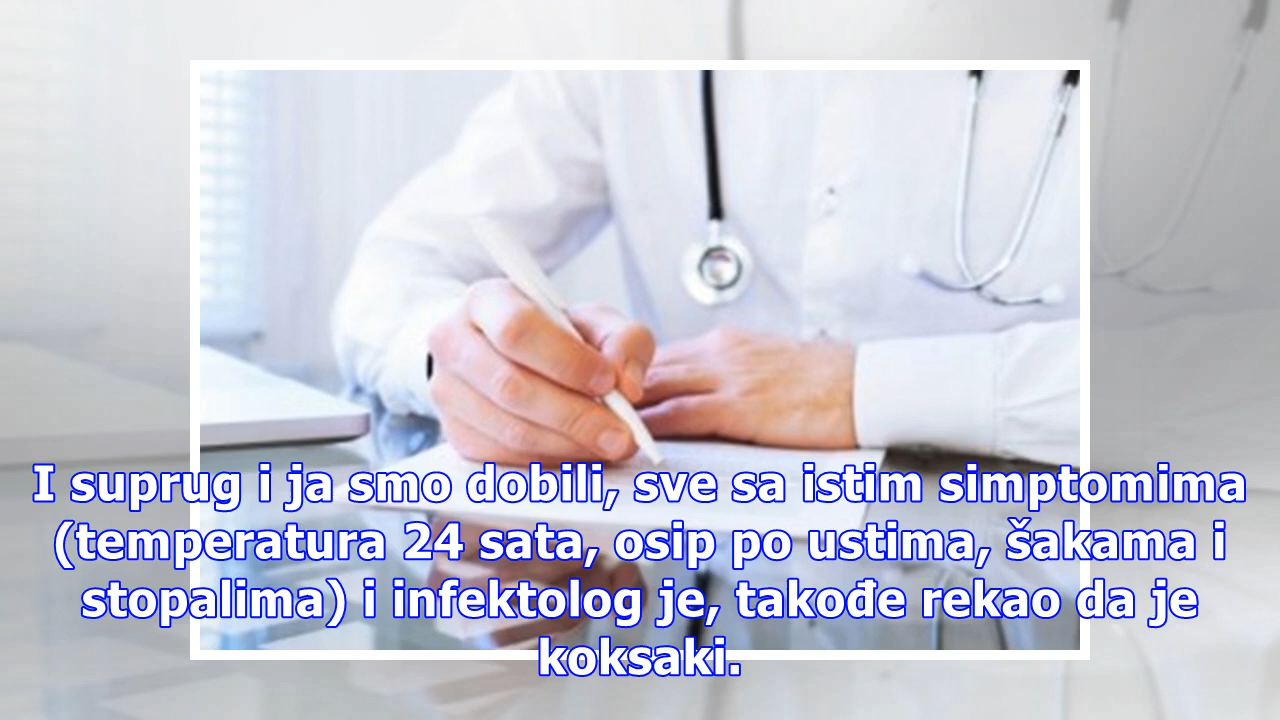 I suprug i ja smo dobili, sve sa istim simptomima
(temperatura 24 sata, osip po ustima, šakama i
stopalima) i infektolog je, takođe rekao da je
koksaki.